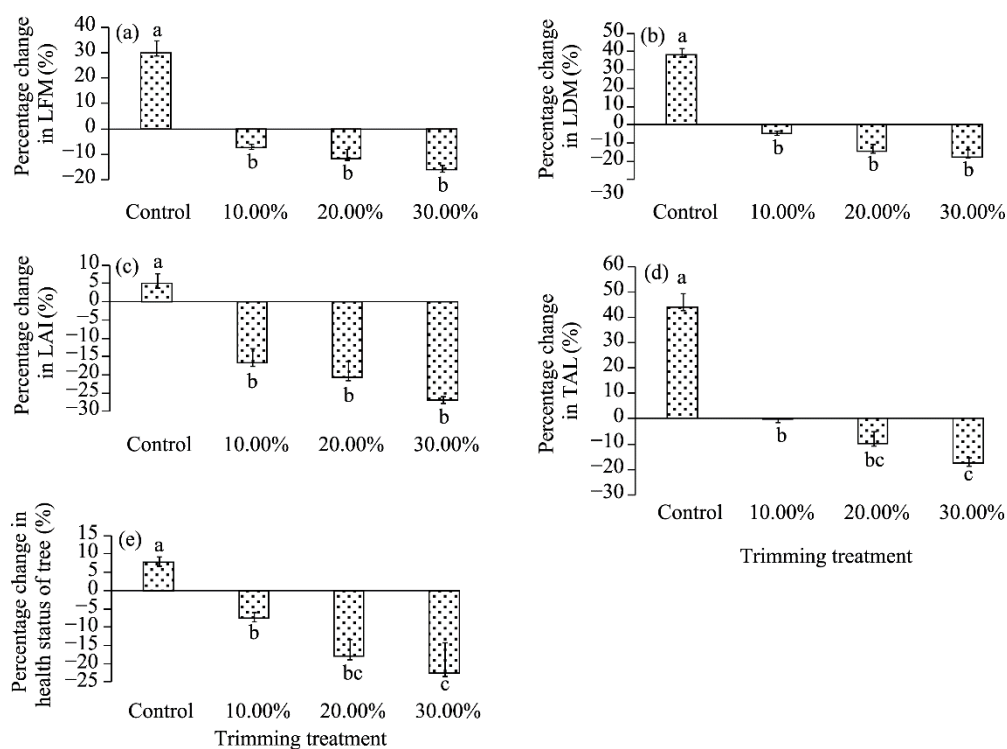 (a)
Percentage change
in LFM (%)
40
30
20
10
0
−10
−20
a
b
b
b
Control 10.00% 20.00% 30.00%
(b)
Percentage change
in LDM (%)
50
40
30
20
10
0
−10
−20
−30
a
b
b
b
Control 10.00% 20.00% 30.00%
(c)
Percentage change
in LAI (%)
10
5
0
−5
−10
−15
−20
−25
−30
a
b
b
b
Control 10.00% 20.00% 30.00%
(d)
Percentage change
in TAL (%)
60
50
40
30
20
10
0
−10
−20
−30
a
b
bc
c
Control 10.00% 20.00% 30.00%
Trimming treatment
(e)
Percentage change in
health status of tree (%)
15
10
5
0
−5
−10
−15
−20
−25
a
b
bc
c
Control 10.00% 20.00% 30.00%
Trimming treatment